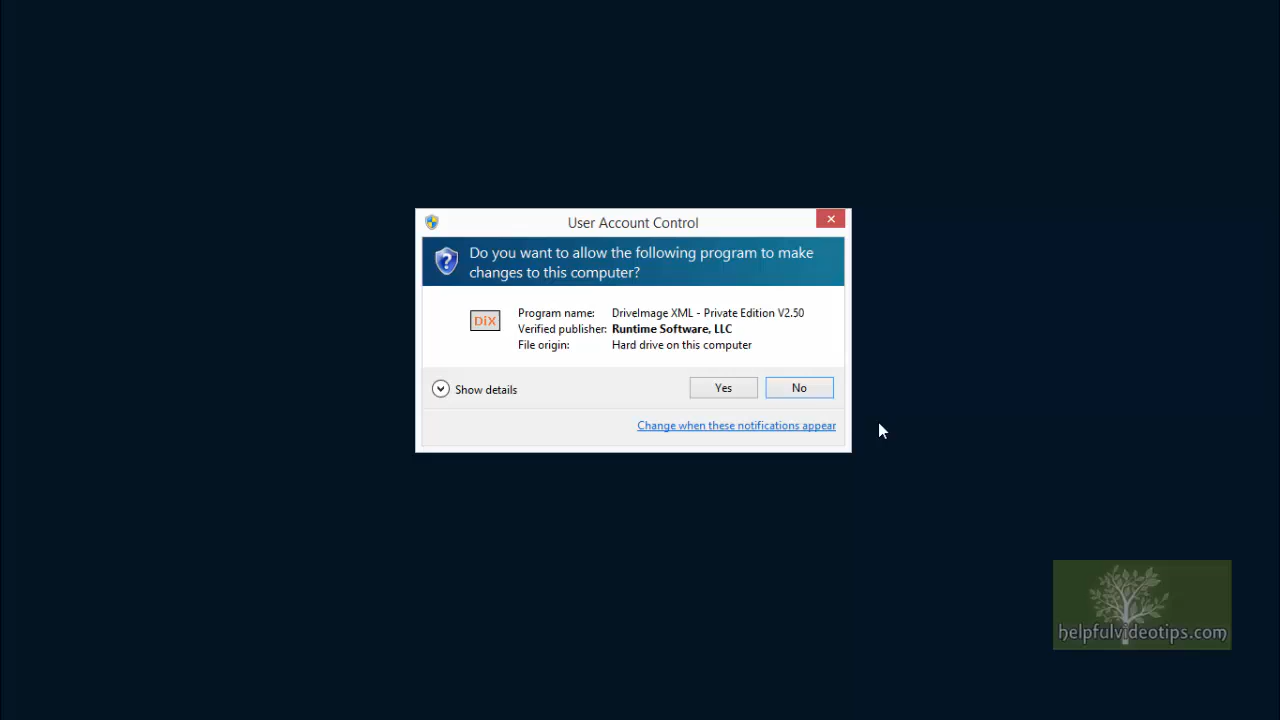 User Account Control
Do you want to allow the following program to make
changes to this computer?
DiX
Program name: DriveImage XML - Private Edition V2.50
Verified publisher: Runtime Software, LLC
File origin: Hard drive on this computer
Show details
Yes
No
Change when these notifications appear
helpfulvideotips.com